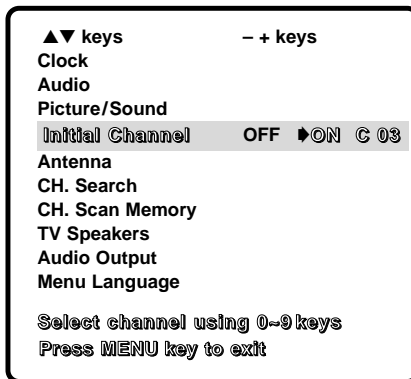 ▲▼ keys – + keys
Clock
Audio
Picture/Sound
Initial Channel OFF ➧ON C 03
Antenna
CH. Search
CH. Scan Memory
TV Speakers
Audio Output
Menu Language
Select channel using 0~9 keys
Press MENU key to exit